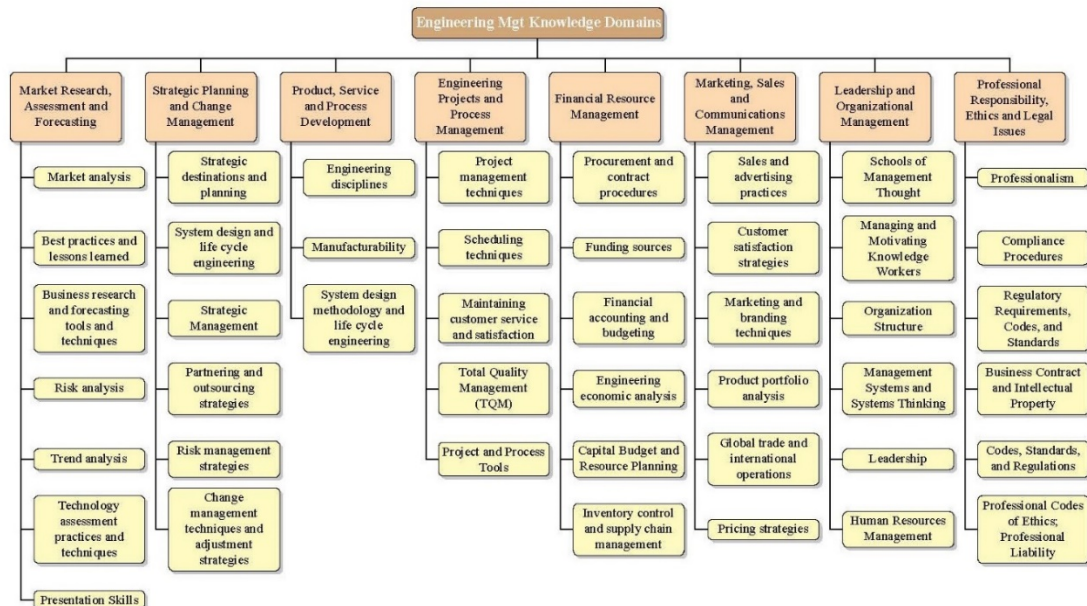 Engineering Mgt Knowledge Domains
Market Research,
Assessment and
Forecasting
Market analysis
Best practices and
lessons learned
Business research
and forecasting
tools and
techniques
Risk analysis
Trend analysis
Technology
assessment
practices and
techniques
Presentation Skills
Strategic Planning
and Change
Management
Strategic
destinations and
planning
System design and
life cycle
engineering
Strategic
Management
Partnering and
outsourcing
strategies
Risk management
strategies
Change
management
techniques and
adjustment
strategies
Product, Service
and Process
Development
Engineering
disciplines
Manufacturability
System design
methodology and
life cycle
engineering
Engineering
Projects and
Process
Management
Project
management
techniques
Scheduling
techniques
Maintaining
customer service
and satisfaction
Total Quality
Management
(TQM)
Project and Process
Tools
Financial Resource
Management
Procurement and
contract
procedures
Funding sources
Financial
accounting and
budgeting
Engineering
economic analysis
Capital Budget and
Resource Planning
Inventory control
and supply chain
management
Marketing, Sales
and
Communications
Management
Sales and
advertising
practices
Customer
satisfaction
strategies
Marketing and
branding
techniques
Product portfolio
analysis
Global trade and
international
operations
Pricing strategies
Leadership and
Organizational
Management
Schools of
Management
Thought
Managing and
Motivating
Knowledge
Workers
Organization
Structure
Management
Systems and
Systems Thinking
Leadership
Human Resources
Management
Professional
Responsibility,
Ethics and Legal
Issues
Professionalism
Compliance
Procedures
Regulatory
Requirements,
Codes, and
Standards
Business Contract
and Intellectual
Property
Codes, Standards,
and Regulations
Professional Codes
of Ethics;
Professional
Liability